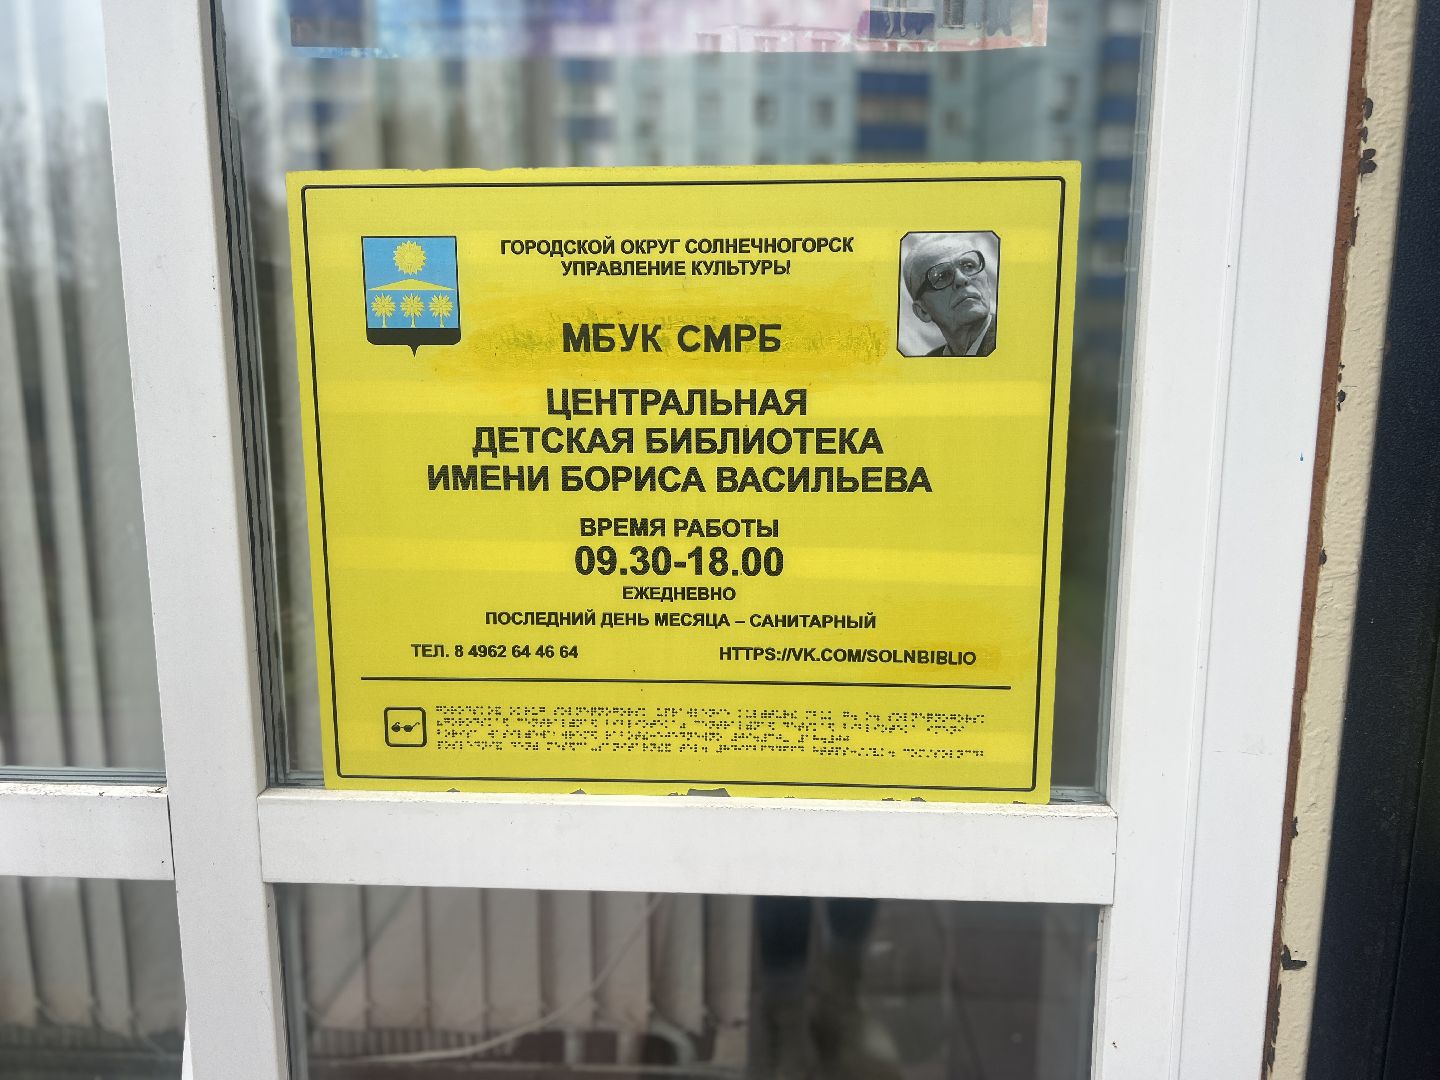 ГОРОДСКОЙ ОКРУГ СОЛНЕЧНОГОРСК
УПРАВЛЕНИЕ КУЛЬТУРЫ
МБУК СМРБ
ЦЕНТРАЛЬНАЯ
ДЕТСКАЯ БИБЛИОТЕКА
ИМЕНИ БОРИСА ВАСИЛЬЕВА
ВРЕМЯ РАБОТЫ
09.30-18.00
ЕЖЕДНЕВНО
ПОСЛЕДНИЙ ДЕНЬ МЕСЯЦА – САНИТАРНЫЙ
ТЕЛ. 8 4962 64 46 64
HTTPS://VK.COM/SOLNBIBLIO